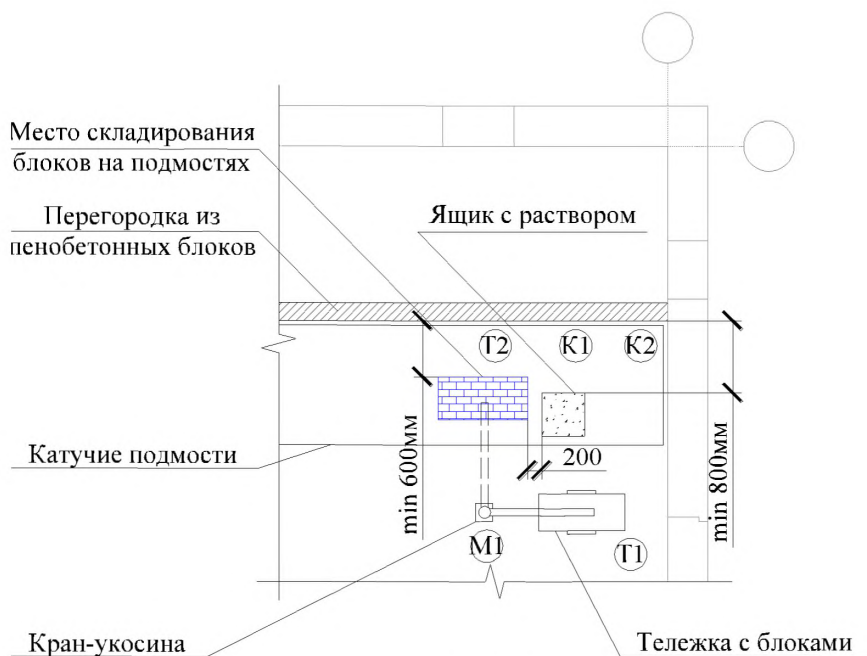 Место складирования
блоков на подмостях
Перегородка из
пенобетонных блоков
Ящик с раствором
Т2
К1
К2
Катучие подмости
min 600мм
200
min 800мм
М1
Т1
Кран-укосина
Тележка с блоками